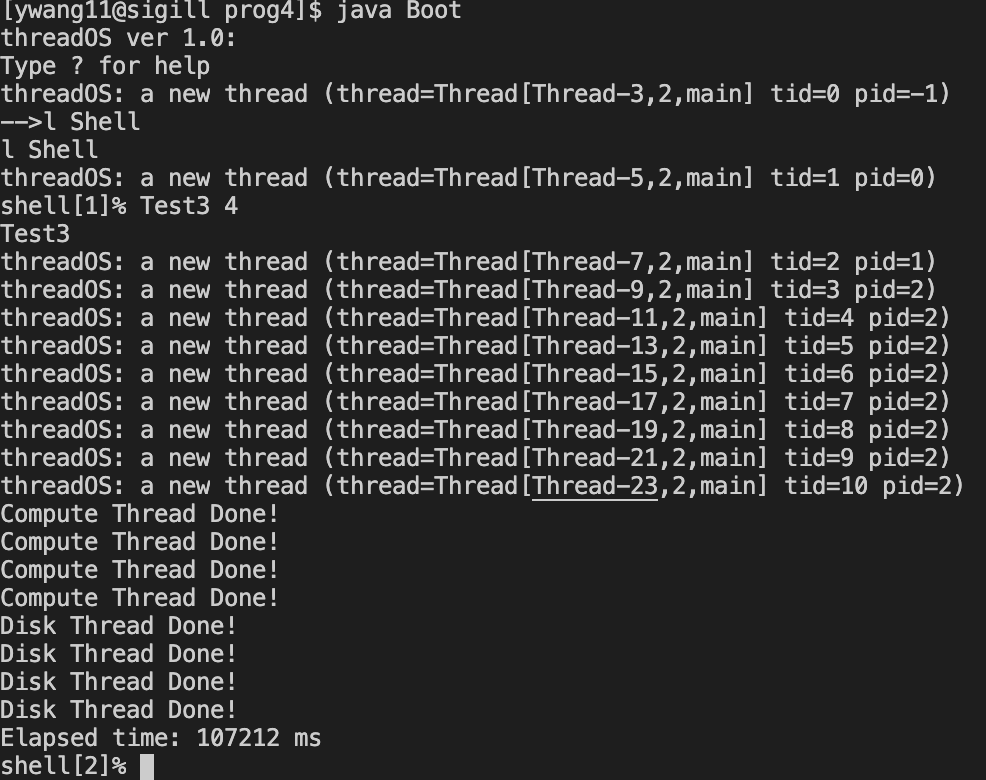 [ywang11@sigill prog4]$ java Boot
threadOS ver 1.0:
Type ? for help
threadOS: a new thread (thread=Thread[Thread-3,2,main] tid=0 pid=-1)
-->l Shell
l Shell
threadOS: a new thread (thread=Thread[Thread-5,2,main] tid=1 pid=0)
shell[1]% Test3 4
Test3
threadOS: a new thread (thread=Thread[Thread-7,2,main] tid=2 pid=1)
threadOS: a new thread (thread=Thread[Thread-9,2,main] tid=3 pid=2)
threadOS: a new thread (thread=Thread[Thread-11,2,main] tid=4 pid=2)
threadOS: a new thread (thread=Thread[Thread-13,2,main] tid=5 pid=2)
threadOS: a new thread (thread=Thread[Thread-15,2,main] tid=6 pid=2)
threadOS: a new thread (thread=Thread[Thread-17,2,main] tid=7 pid=2)
threadOS: a new thread (thread=Thread[Thread-19,2,main] tid=8 pid=2)
threadOS: a new thread (thread=Thread[Thread-21,2,main] tid=9 pid=2)
threadOS: a new thread (thread=Thread[Thread-23,2,main] tid=10 pid=2)
Compute Thread Done!
Compute Thread Done!
Compute Thread Done!
Compute Thread Done!
Disk Thread Done!
Disk Thread Done!
Disk Thread Done!
Disk Thread Done!
Elapsed time: 107212 ms
shell[2]%